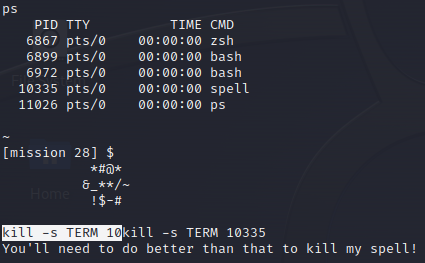 ps
PID TTY TIME CMD
6867 pts/0 00:00:00 zsh
6899 pts/0 00:00:00 bash
6972 pts/0 00:00:00 bash
10335 pts/0 00:00:00 spell
11026 pts/0 00:00:00 ps
~
[mission 28] $
*#@*
&_**/~
!$-#
Home
kill -s TERM 10kill -s TERM 10335
You'll need to do better than that to kill my spell!